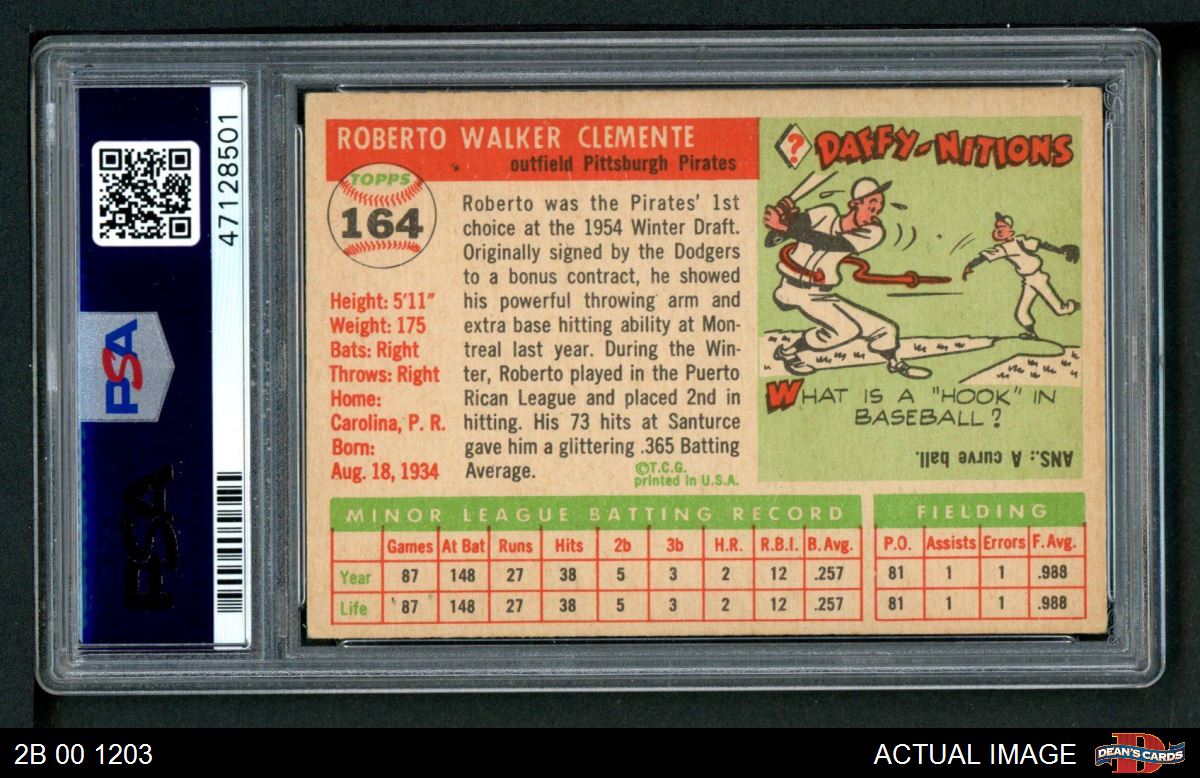 47128501
PSA
PSA
ROBERTO WALKER CLEMENTE
outfield Pittsburgh Pirates
TOPPS
164
Height: 5'11"
Weight: 175
Bats: Right
Throws: Right
Home:
Carolina, P. R.
Born:
Aug. 18, 1934
Roberto was the Pirates' 1st
choice at the 1954 Winter Draft.
Originally signed by the Dodgers
to a bonus contract, he showed
his powerful throwing arm and
extra base hitting ability at Mon-
treal last year. During the Win-
ter, Roberto played in the Puerto
Rican League and placed 2nd in
hitting. His 73 hits at Santurce
gave him a glittering .365 Batting
Average.
©T.C.G.
printed in U.S.A.
? DAFFY-NITIONS
WHAT IS A "HOOK" IN
BASEBALL?
ANS.: A curve ball.
MINOR LEAGUE BATTING RECORD
Games At Bat Runs Hits 2b 3b H.R. R.B.I. B.Avg.
Year 87 148 27 38 5 3 2 12 .257
Life 87 148 27 38 5 3 2 12 .257
FIELDING
P.O. Assists Errors F.Avg.
81 1 1 .988
81 1 1 .988
2B 00 1203
ACTUAL IMAGE
DEAN'S CARDS